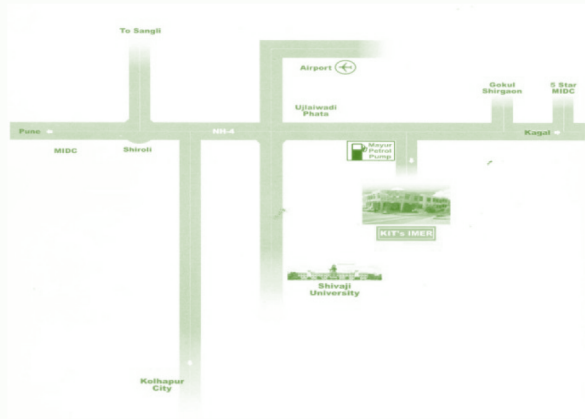 To Sangli
Airport
Gokul
Shirgaon
5 Star
MIDC
Ujlaiwadi
Phata
Pune
NH-4
Kagal
MIDC
Shiroli
Mayur
Petrol
Pump
KIT's IMER
Shivaji
University
Kolhapur
City